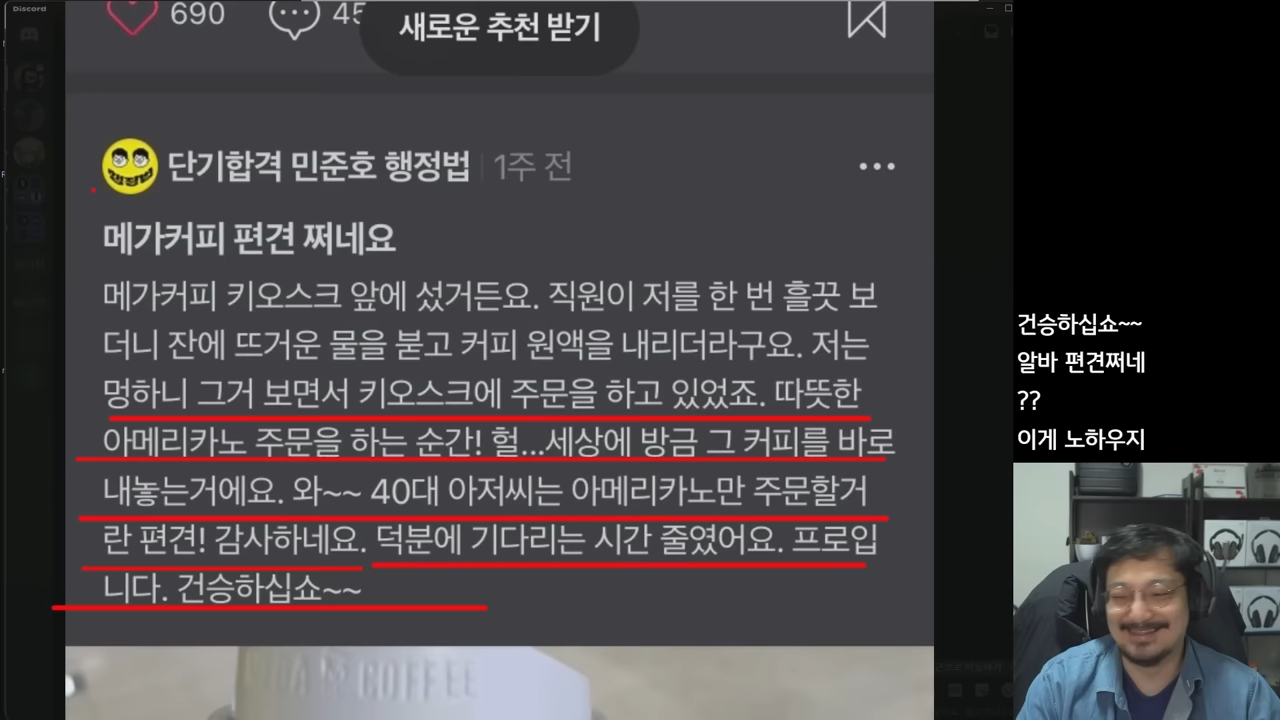 Discord
690
45
새로운 추천 받기
단기합격 민준호 행정법 1주 전
메가커피 편견 쩌네요
메가커피 키오스크 앞에 섰거든요. 직원이 저를 한 번 흘끗 보
더니 잔에 뜨거운 물을 붇고 커피 원액을 내리더라구요. 저는
멍하니 그거 보면서 키오스크에 주문을 하고 있었죠. 따뜻한
아메리카노 주문을 하는 순간! 헐...세상에 방금 그 커피를 바로
내놓는거에요. 와~~ 40대 아저씨는 아메리카노만 주문할거
란 편견! 감사하네요. 덕분에 기다리는 시간 줄였어요. 프로입
니다. 건승하십쇼~~
COFFEE
건승하십쇼~~
알바 편견쩌네
??
이게 노하우지